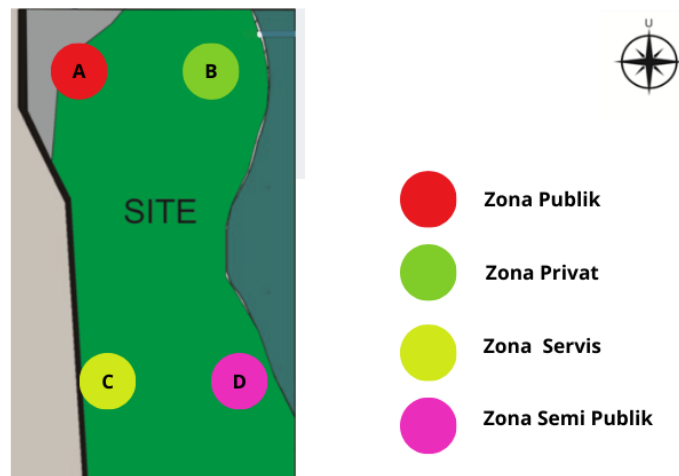 U
A
B
SITE
Zona Publik
Zona Privat
Zona Servis
C
D
Zona Semi Publik